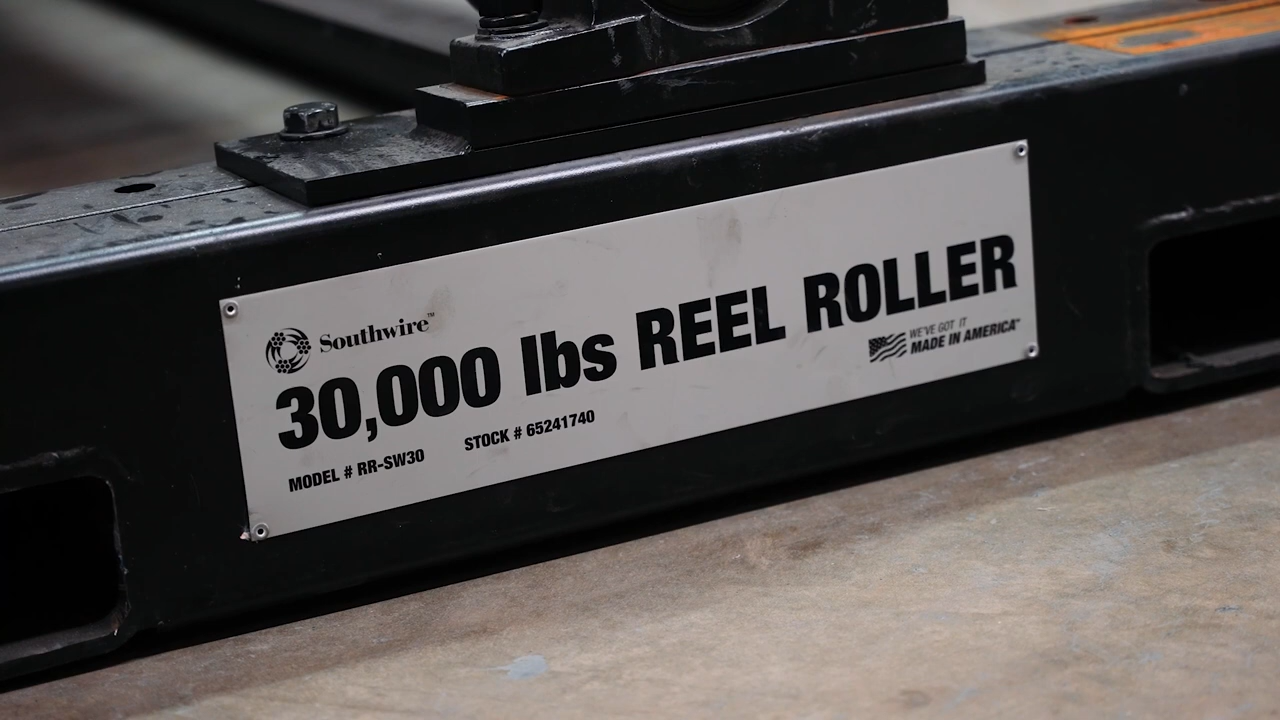 Southwire™
30,000 lbs REEL ROLLER
WE'VE GOT IT
MADE IN AMERICA™
MODEL # RR-SW30
STOCK # 65241740